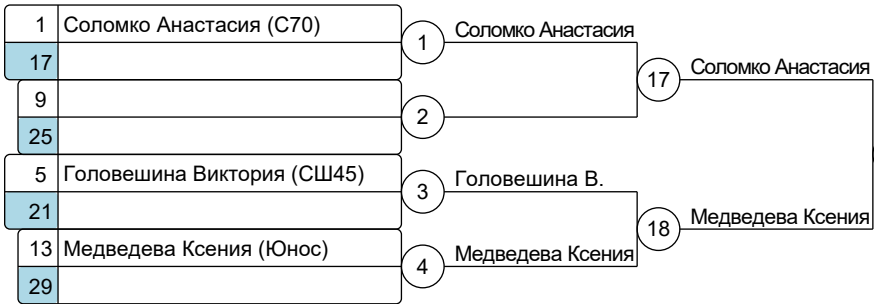 1 Соломко Анастасия (С70)
17
9
25
5 Головешина Виктория (СШ45)
21
13 Медведева Ксения (Юнос)
29
1
2
3
4
Соломко Анастасия
Головешина В.
Медведева Ксения
17
18
Соломко Анастасия
Медведева Ксения